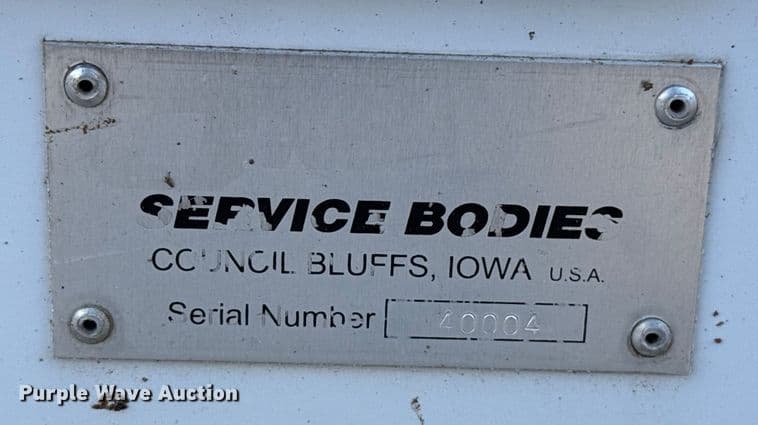 SERVICE BODIES
COUNCIL BLUFFS, IOWA U.S.A.
Serial Number 40004
Purple Wave Auction